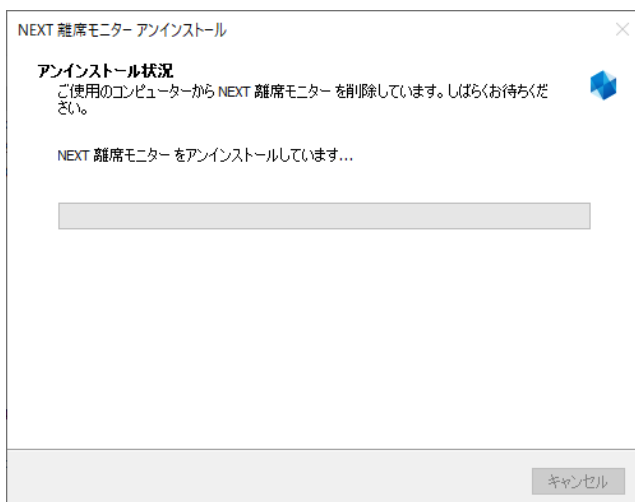 NEXT 離席モニター アンインストール
アンインストール状況
ご使用のコンピューターから NEXT 離席モニター を削除しています。しばらくお待ちくだ
さい。
NEXT 離席モニター をアンインストールしています...
キャンセル